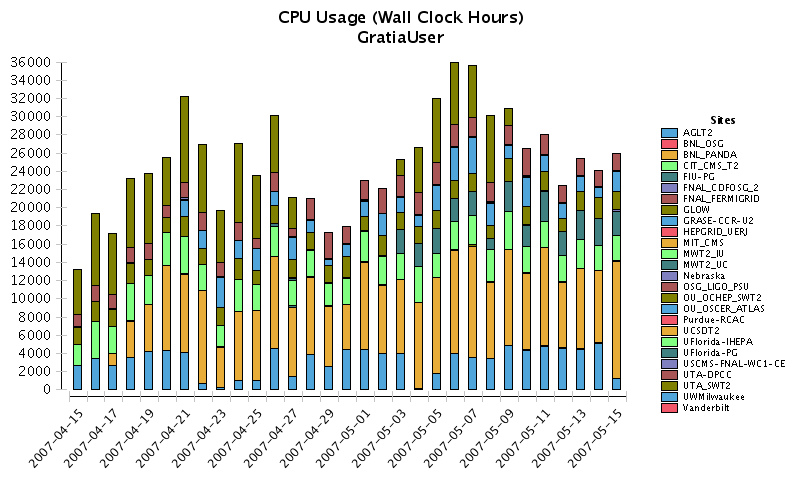 CPU Usage (Wall Clock Hours)
GratiaUser
36000
34000
32000
30000
28000
26000
24000
22000
20000
18000
16000
14000
12000
10000
8000
6000
4000
2000
0
2007-04-15
2007-04-17
2007-04-19
2007-04-21
2007-04-23
2007-04-25
2007-04-27
2007-04-29
2007-05-01
2007-05-03
2007-05-05
2007-05-07
2007-05-09
2007-05-11
2007-05-13
2007-05-15
Sites
AGLT2
BNL_OSG
BNL_PANDA
CIT_CMS_T2
FIU-PG
FNAL_CDFOSG_2
FNAL_FERMIGRID
GLOW
GRASE-CCR-U2
HEPGRID_UERJ
MIT_CMS
MWT2_IU
MWT2_UC
Nebraska
OSG_LIGO_PSU
OU_OCHEP_SWT2
OU_OSCER_ATLAS
Purdue-RCAC
UCSDT2
UFlorida-IHEPA
UFlorida-PG
USCMS-FNAL-WC1-CE
UTA-DPCC
UTA_SWT2
UWMilwaukee
Vanderbilt